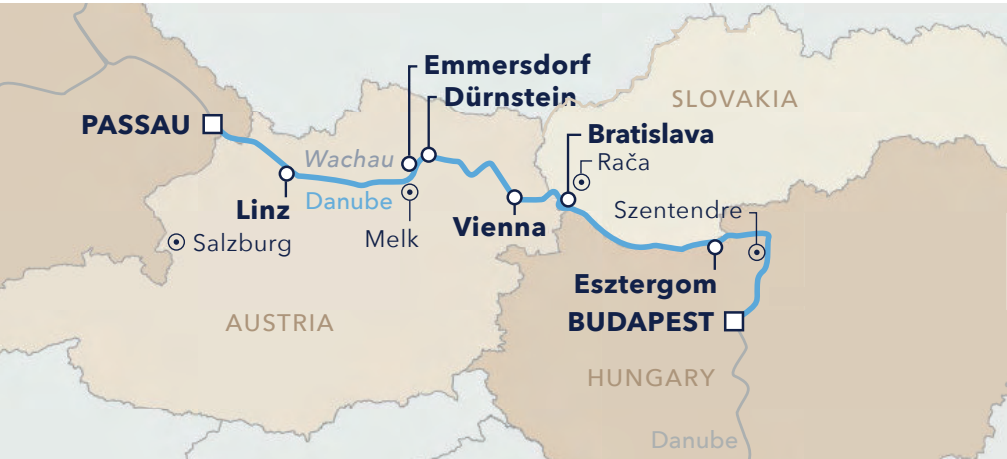 Emmersdorf
Dürnstein
SLOVAKIA
PASSAU
Bratislava
Wachau
Rača
Linz
Danube
Szentendre
Vienna
Melk
Salzburg
Esztergom
BUDAPEST
AUSTRIA
HUNGARY
Danube